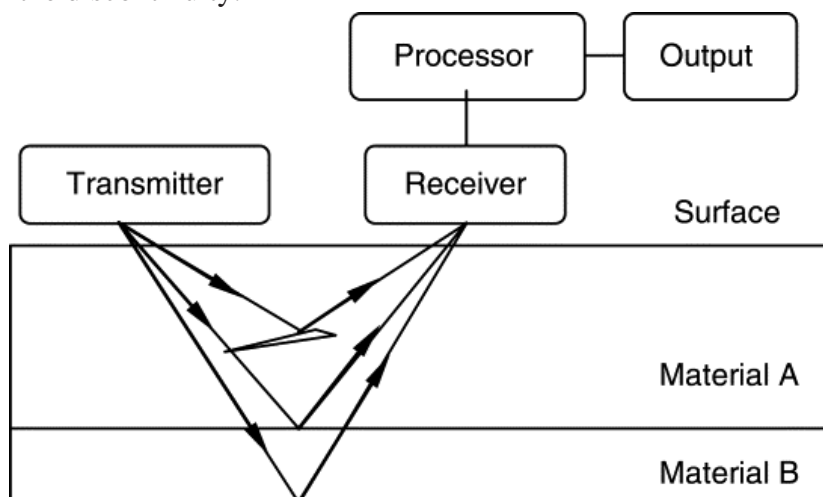 Processor
Output
Transmitter
Receiver
Surface
Material A
Material B